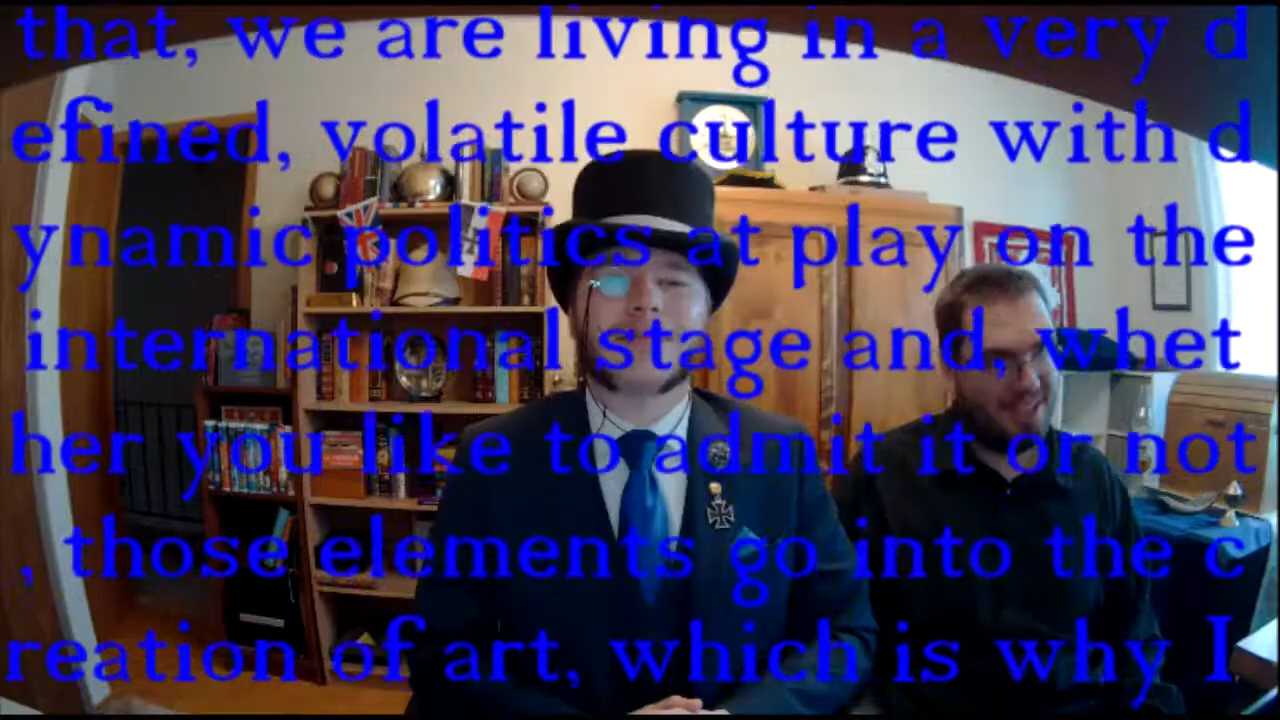 that, we are living in a very d
efined, volatile culture with d
ynamic politics at play on the
international stage and, whet
her you like to admit it or not
, those elements go into the c
reation of art, which is why I